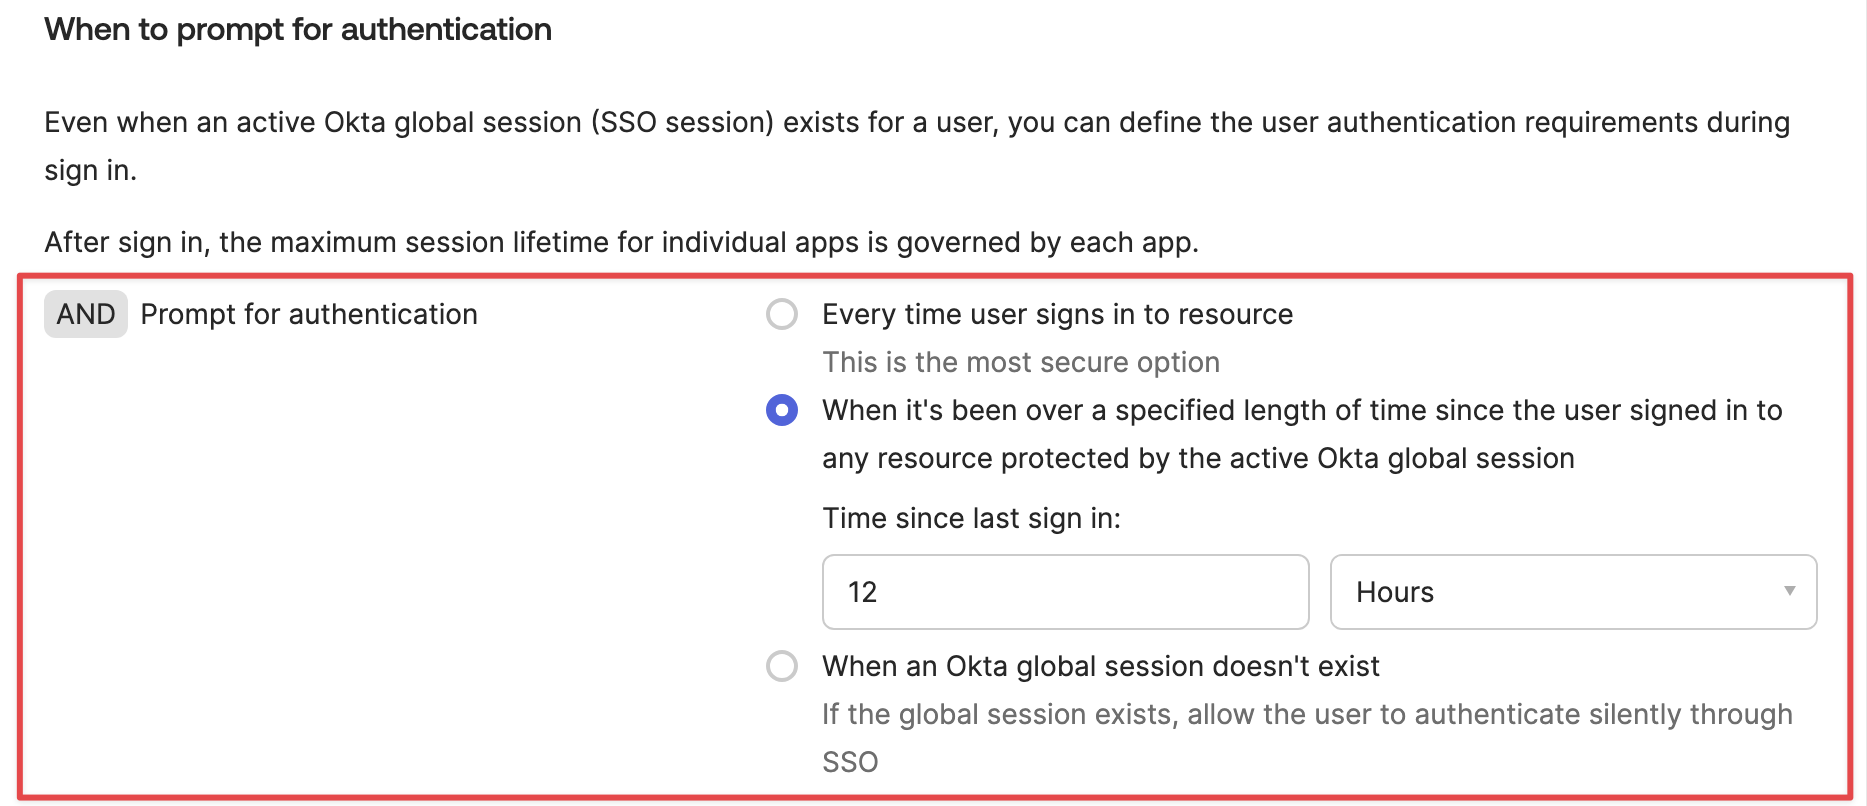 When to prompt for authentication
Even when an active Okta global session (SSO session) exists for a user, you can define the user authentication requirements during
sign in.
After sign in, the maximum session lifetime for individual apps is governed by each app.
AND Prompt for authentication
Every time user signs in to resource
This is the most secure option
When it's been over a specified length of time since the user signed in to
any resource protected by the active Okta global session
Time since last sign in:
12 Hours
When an Okta global session doesn't exist
If the global session exists, allow the user to authenticate silently through
SSO